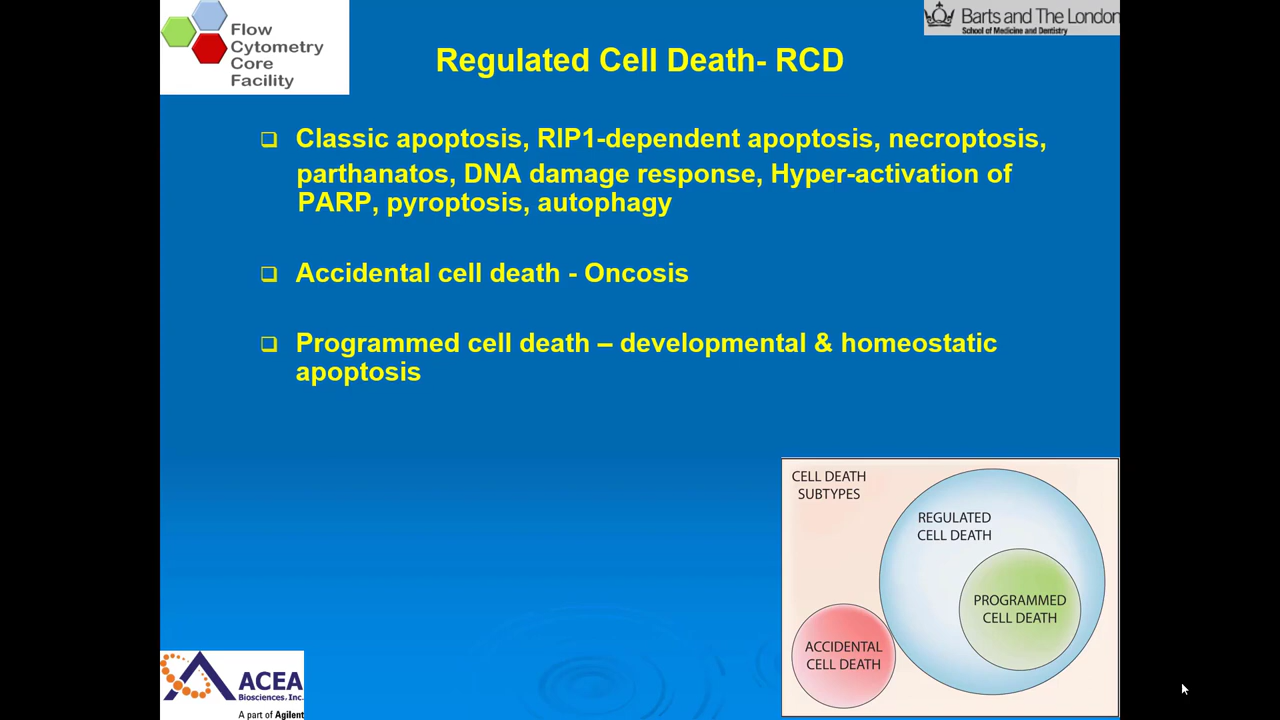 Flow
Cytometry
Core
Facility
Barts and The London
School of Medicine and Dentistry
Regulated Cell Death- RCD
Classic apoptosis, RIP1-dependent apoptosis, necroptosis,
parthanatos, DNA damage response, Hyper-activation of
PARP, pyroptosis, autophagy
Accidental cell death - Oncosis
Programmed cell death – developmental & homeostatic
apoptosis
CELL DEATH
SUBTYPES
REGULATED
CELL DEATH
PROGRAMMED
CELL DEATH
ACCIDENTAL
CELL DEATH
ACEA
Biosciences, Inc.
A part of Agilent